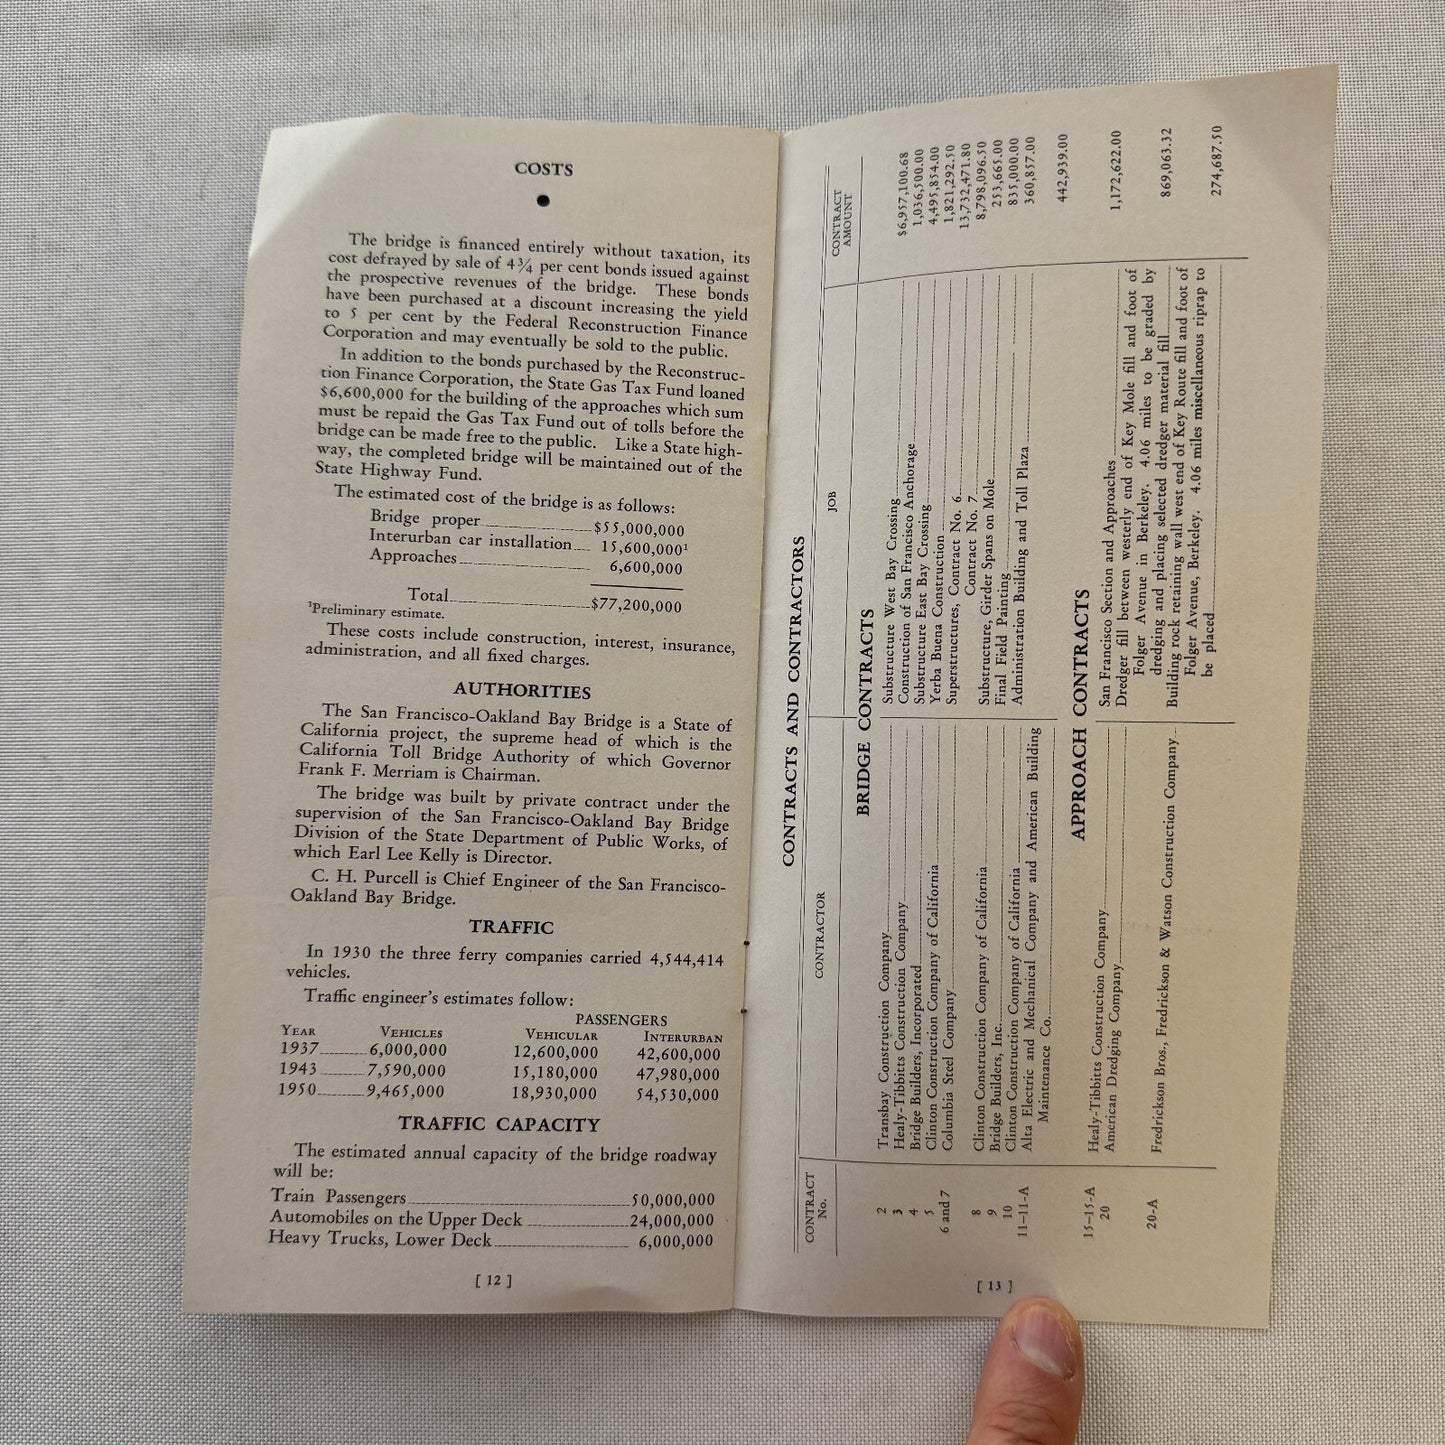 COSTS
The bridge is financed entirely without taxation, its
cost defrayed by sale of 4¾ per cent bonds issued against
the prospective revenues of the bridge. These bonds
have been purchased at a discount increasing the yield
to 5 per cent by the Federal Reconstruction Finance
Corporation and may eventually be sold to the public.
In addition to the bonds purchased by the Reconstruc-
tion Finance Corporation, the State Gas Tax Fund loaned
$6,600,000 for the building of the approaches which sum
must be repaid the Gas Tax Fund out of tolls before the
bridge can be made free to the public. Like a State high-
way, the completed bridge will be maintained out of the
State Highway Fund.
The estimated cost of the bridge is as follows:
Bridge proper $55,000,000
Interurban car installation 15,600,000¹
Approaches 6,600,000
Total $77,200,000
¹Preliminary estimate.
These costs include construction, interest, insurance,
administration, and all fixed charges.
AUTHORITIES
The San Francisco-Oakland Bay Bridge is a State of
California project, the supreme head of which is the
California Toll Bridge Authority of which Governor
Frank F. Merriam is Chairman.
The bridge was built by private contract under the
supervision of the San Francisco-Oakland Bay Bridge
Division of the State Department of Public Works, of
which Earl Lee Kelly is Director.
C. H. Purcell is Chief Engineer of the San Francisco-
Oakland Bay Bridge.
TRAFFIC
In 1930 the three ferry companies carried 4,544,414
vehicles.
Traffic engineer's estimates follow:
PASSENGERS
YEAR VEHICLES VEHICULAR INTERURBAN
1937 6,000,000 12,600,000 42,600,000
1943 7,590,000 15,180,000 47,980,000
1950 9,465,000 18,930,000 54,530,000
TRAFFIC CAPACITY
The estimated annual capacity of the bridge roadway
will be:
Train Passengers 50,000,000
Automobiles on the Upper Deck 24,000,000
Heavy Trucks, Lower Deck 6,000,000
[ 12 ]
CONTRACTS AND CONTRACTORS
CONTRACT No. CONTRACTOR JOB CONTRACT AMOUNT
BRIDGE CONTRACTS
2 Transbay Construction Company Substructure West Bay Crossing $6,957,100.68
3 Healy-Tibbitts Construction Company Construction of San Francisco Anchorage 1,036,500.00
4 Bridge Builders, Incorporated Substructure East Bay Crossing 4,495,854.00
5 Clinton Construction Company of California Yerba Buena Construction 1,821,292.50
6 and 7 Columbia Steel Company Superstructures, Contract No. 6 13,732,471.80
Contract No. 7 8,798,096.50
8 Clinton Construction Company of California Substructure, Girder Spans on Mole 253,665.00
9 Bridge Builders, Inc. Final Field Painting 835,000.00
10 Clinton Construction Company of California Administration Building and Toll Plaza 360,857.00
11-11-A Alta Electric and Mechanical Company and American Building
Maintenance Co. 442,939.00
APPROACH CONTRACTS
15-15-A Healy-Tibbitts Construction Company San Francisco Section and Approaches 1,172,622.00
20 American Dredging Company Dredger fill between westerly end of Key Mole fill and foot of
Folger Avenue in Berkeley. 4.06 miles to be graded by
dredging and placing selected dredger material fill 869,063.32
20-A Fredrickson Bros., Fredrickson & Watson Construction Company Building rock retaining wall west end of Key Route fill and foot of
Folger Avenue, Berkeley. 4.06 miles miscellaneous riprap to
be placed 274,687.50
[ 13 ]